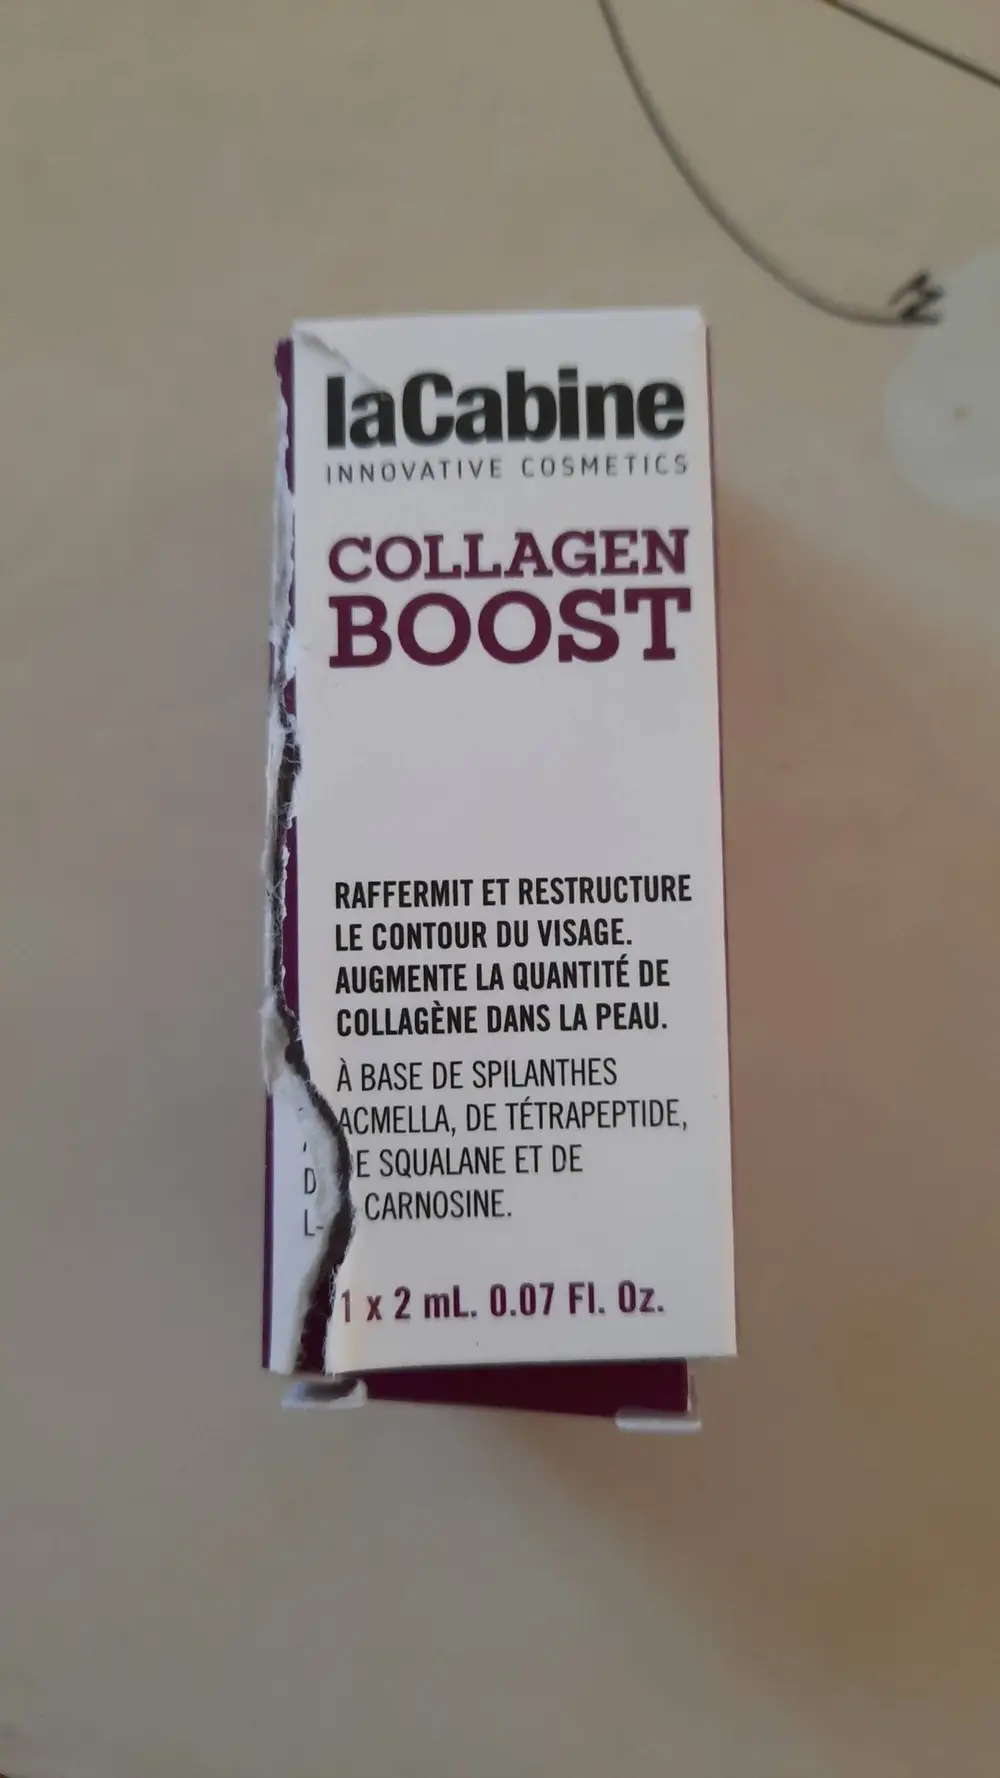 laCabine
INNOVATIVE COSMETICS
COLLAGEN
BOOST
RAFFERMIT ET RESTRUCTURE
LE CONTOUR DU VISAGE.
AUGMENTE LA QUANTITÉ DE
COLLAGÈNE DANS LA PEAU.
À BASE DE SPILANTHES
ACMELLA, DE TÉTRAPEPTIDE,
DE SQUALANE ET DE
L-CARNOSINE.
1 x 2 mL. 0.07 Fl. Oz.